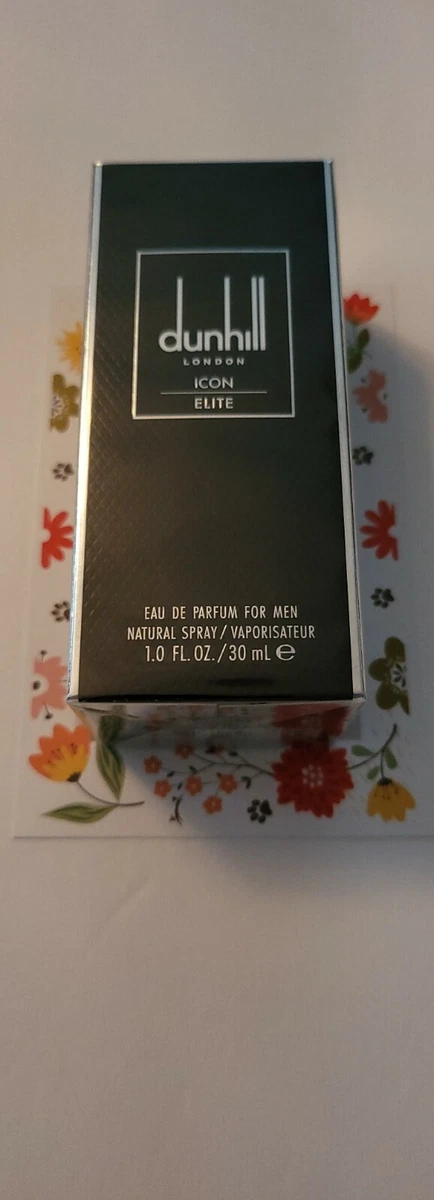 dunhill
LONDON
ICON
ELITE
EAU DE PARFUM FOR MEN
NATURAL SPRAY / VAPORISATEUR
1.0 FL. OZ. / 30 mL ℮